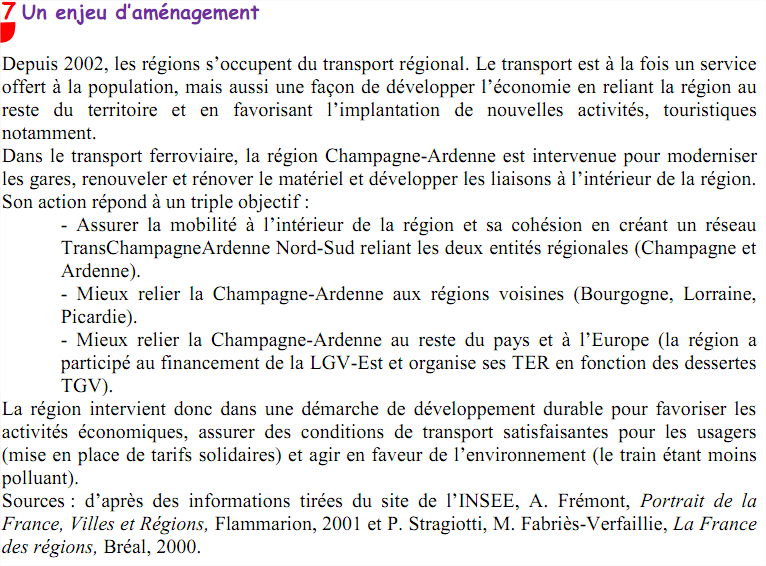 7 Un enjeu d’aménagement
Depuis 2002, les régions s’occupent du transport régional. Le transport est à la fois un service
offert à la population, mais aussi une façon de développer l’économie en reliant la région au
reste du territoire et en favorisant l’implantation de nouvelles activités, touristiques
notamment.
Dans le transport ferroviaire, la région Champagne-Ardenne est intervenue pour moderniser
les gares, renouveler et rénover le matériel et développer les liaisons à l’intérieur de la région.
Son action répond à un triple objectif :
- Assurer la mobilité à l’intérieur de la région et sa cohésion en créant un réseau
TransChampagneArdenne Nord-Sud reliant les deux entités régionales (Champagne et
Ardenne).
- Mieux relier la Champagne-Ardenne aux régions voisines (Bourgogne, Lorraine,
Picardie).
- Mieux relier la Champagne-Ardenne au reste du pays et à l’Europe (la région a
participé au financement de la LGV-Est et organise ses TER en fonction des dessertes
TGV).
La région intervient donc dans une démarche de développement durable pour favoriser les
activités économiques, assurer des conditions de transport satisfaisantes pour les usagers
(mise en place de tarifs solidaires) et agir en faveur de l’environnement (le train étant moins
polluant).
Sources : d’après des informations tirées du site de l’INSEE, A. Frémont, Portrait de la
France, Villes et Régions, Flammarion, 2001 et P. Stragiotti, M. Fabriès-Verfaillie, La France
des régions, Bréal, 2000.